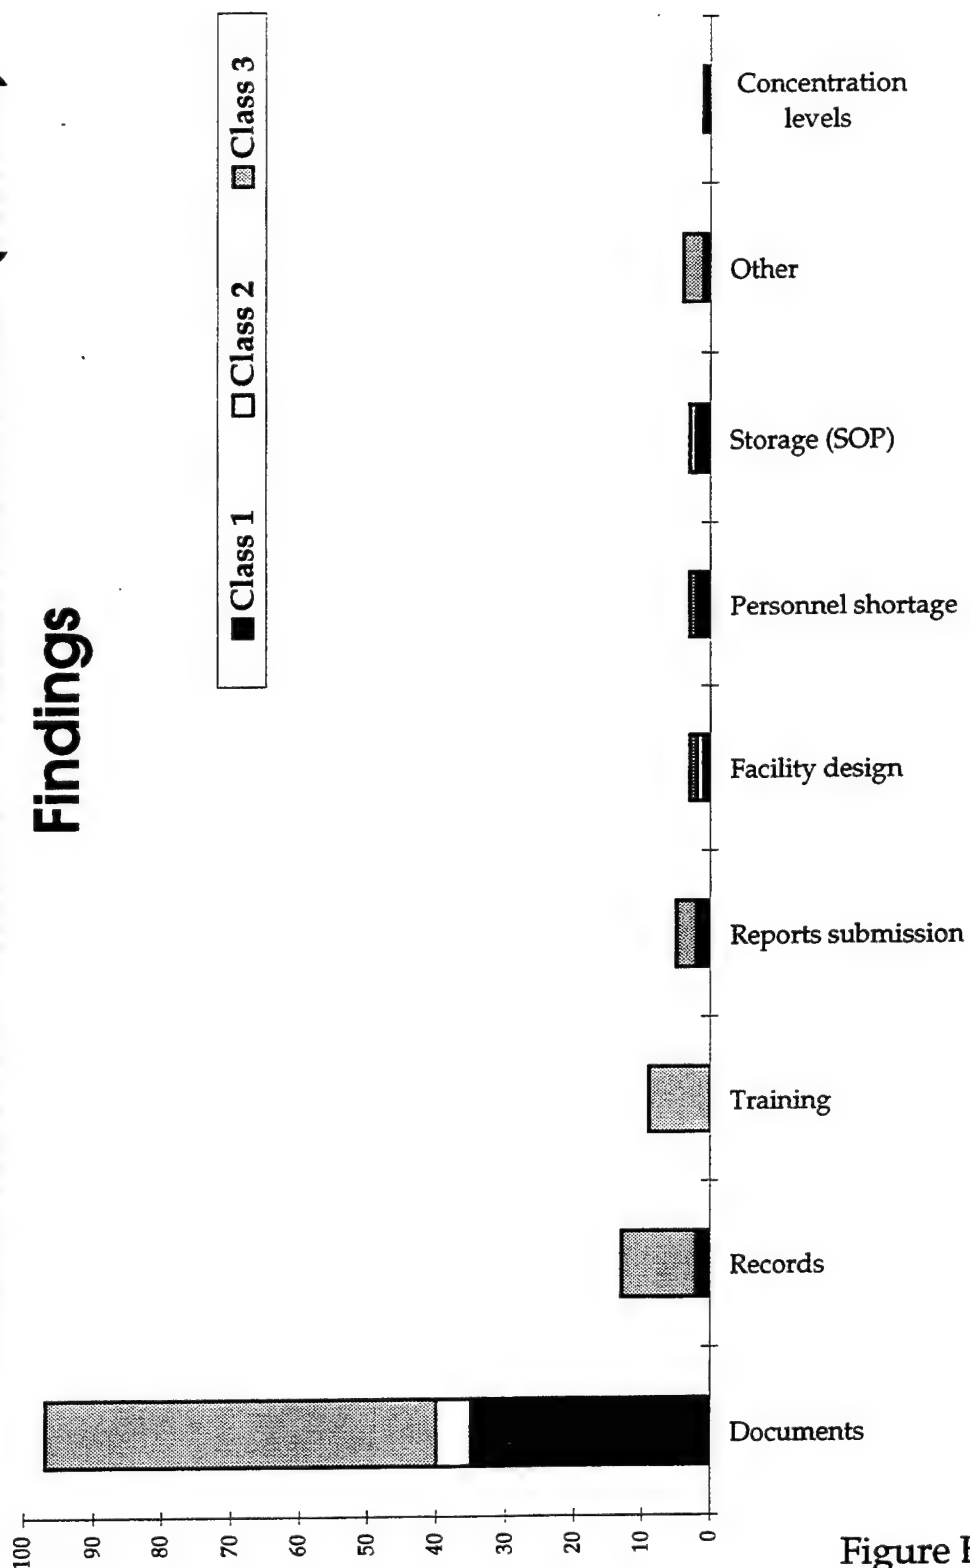 Findings
Class 1 Class 2 Class 3
100
90
80
70
60
50
40
30
20
10
0
Documents
Records
Training
Reports submission
Facility design
Personnel shortage
Storage (SOP)
Other
Concentration
levels